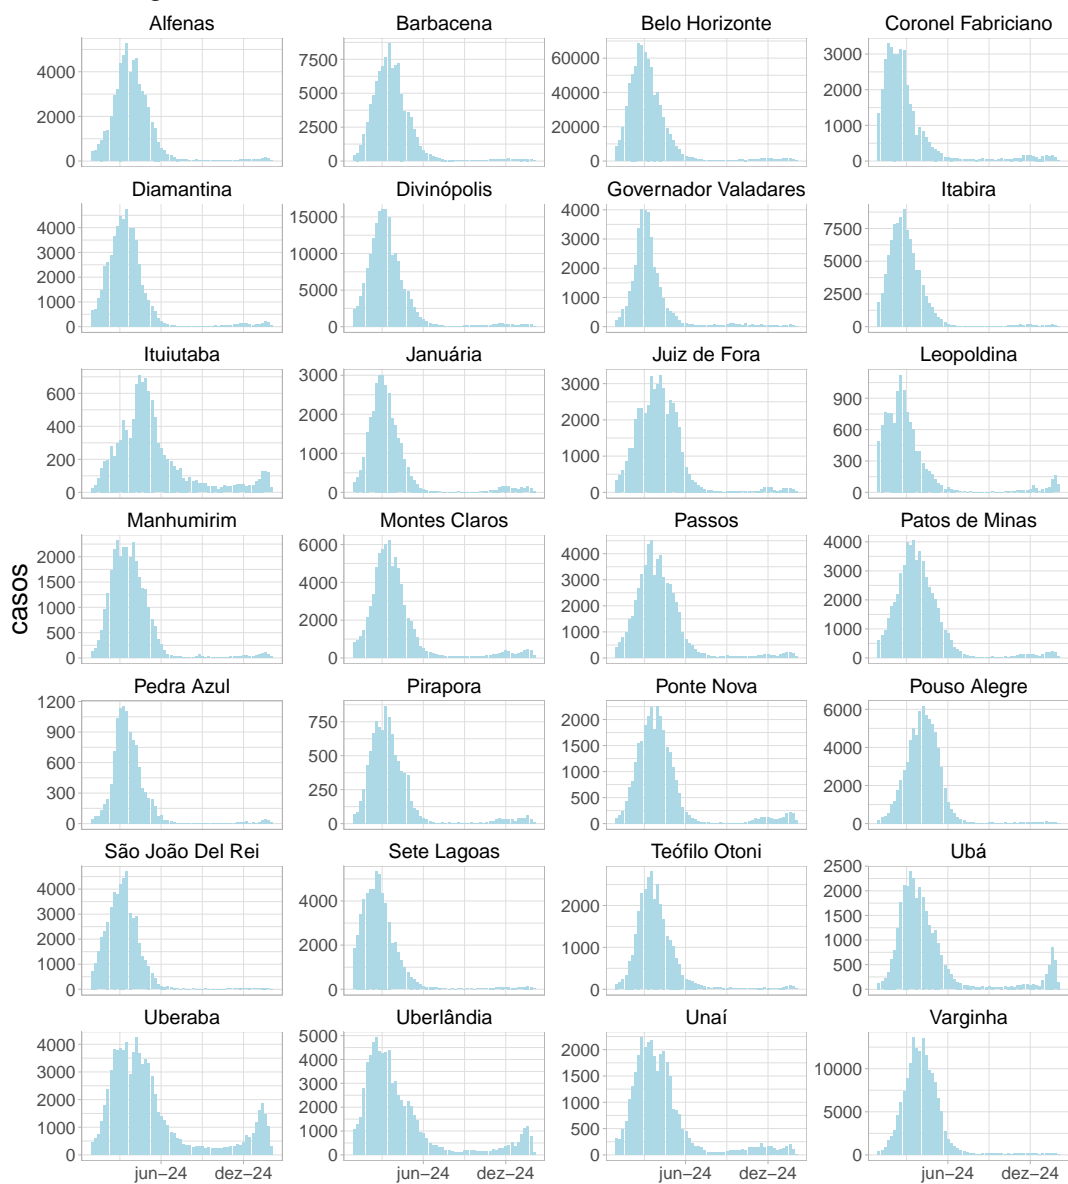 Alfenas Barbacena Belo Horizonte Coronel Fabriciano
4000 2000 0
7500 5000 2500 0
60000 40000 20000 0
3000 2000 1000 0
Diamantina Divinópolis Governador Valadares Itabira
4000 3000 2000 1000 0
15000 10000 5000 0
4000 3000 2000 1000 0
7500 5000 2500 0
Ituiutaba Januária Juiz de Fora Leopoldina
600 400 200 0
3000 2000 1000 0
3000 2000 1000 0
900 600 300 0
Manhumirim Montes Claros Passos Patos de Minas
2000 1500 1000 500 0
6000 4000 2000 0
4000 3000 2000 1000 0
4000 3000 2000 1000 0
casos
Pedra Azul Pirapora Ponte Nova Pouso Alegre
1200 900 600 300 0
750 500 250 0
2000 1500 1000 500 0
6000 4000 2000 0
São João Del Rei Sete Lagoas Teófilo Otoni Ubá
4000 3000 2000 1000 0
4000 2000 0
2000 1000 0
2500 2000 1500 1000 500 0
Uberaba Uberlândia Unaí Varginha
4000 3000 2000 1000 0
5000 4000 3000 2000 1000 0
2000 1500 1000 500 0
10000 5000 0
jun−24 dez−24 jun−24 dez−24 jun−24 dez−24 jun−24 dez−24